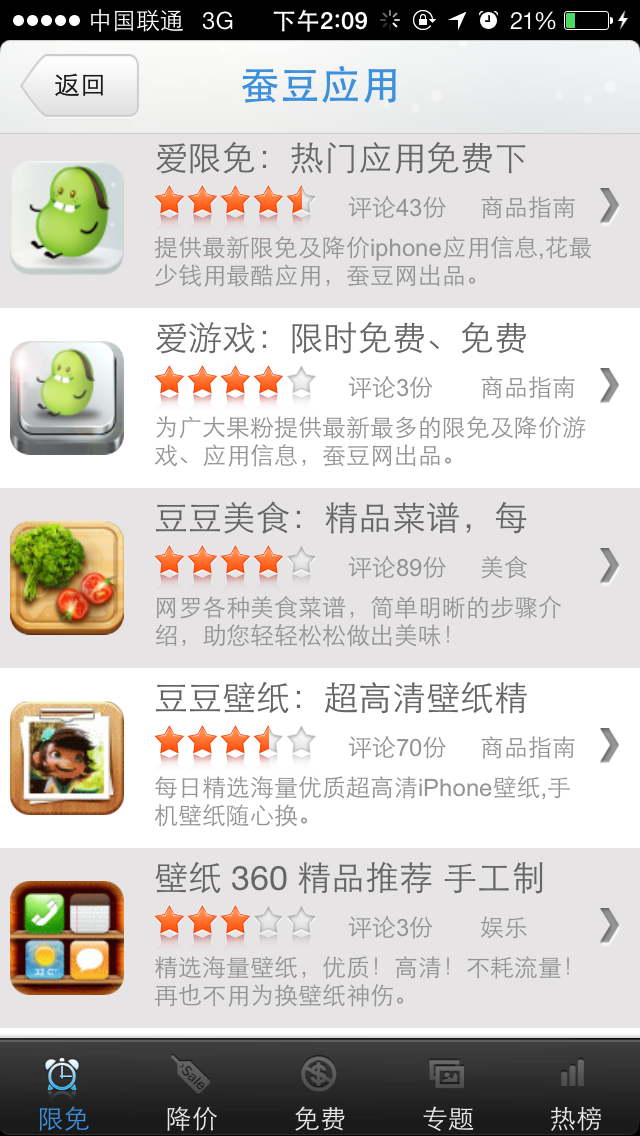 中国联通 3G 下午2:09 21%
返回
蚕豆应用
爱限免：热门应用免费下
评论43份 商品指南
提供最新限免及降价iphone应用信息,花最
少钱用最酷应用，蚕豆网出品。
爱游戏：限时免费、免费
评论3份 商品指南
为广大果粉提供最新最多的限免及降价游
戏、应用信息，蚕豆网出品。
豆豆美食：精品菜谱，每
评论89份 美食
网罗各种美食菜谱，简单明晰的步骤介
绍，助您轻轻松松做出美味！
豆豆壁纸：超高清壁纸精
评论70份 商品指南
每日精选海量优质超高清iPhone壁纸,手
机壁纸随心换。
壁纸 360 精品推荐 手工制
评论3份 娱乐
32 C°
精选海量壁纸，优质！高清！不耗流量！
再也不用为换壁纸神伤。
Sale
限免 降价 免费 专题 热榜